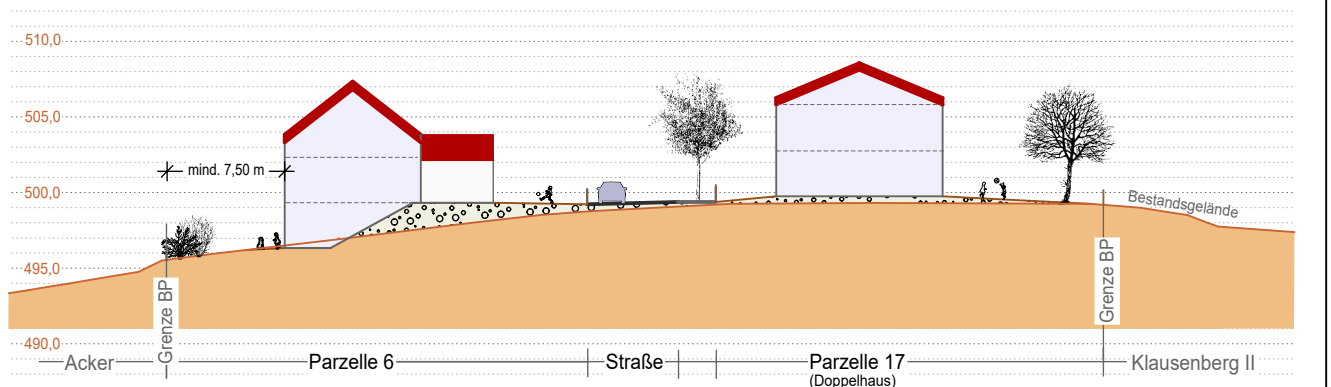 510,0
505,0
500,0
mind. 7,50 m
Bestandsgelände
495,0
Grenze BP
Grenze BP
490,0
Acker
Parzelle 6
Straße
Parzelle 17
(Doppelhaus)
Klausenberg II